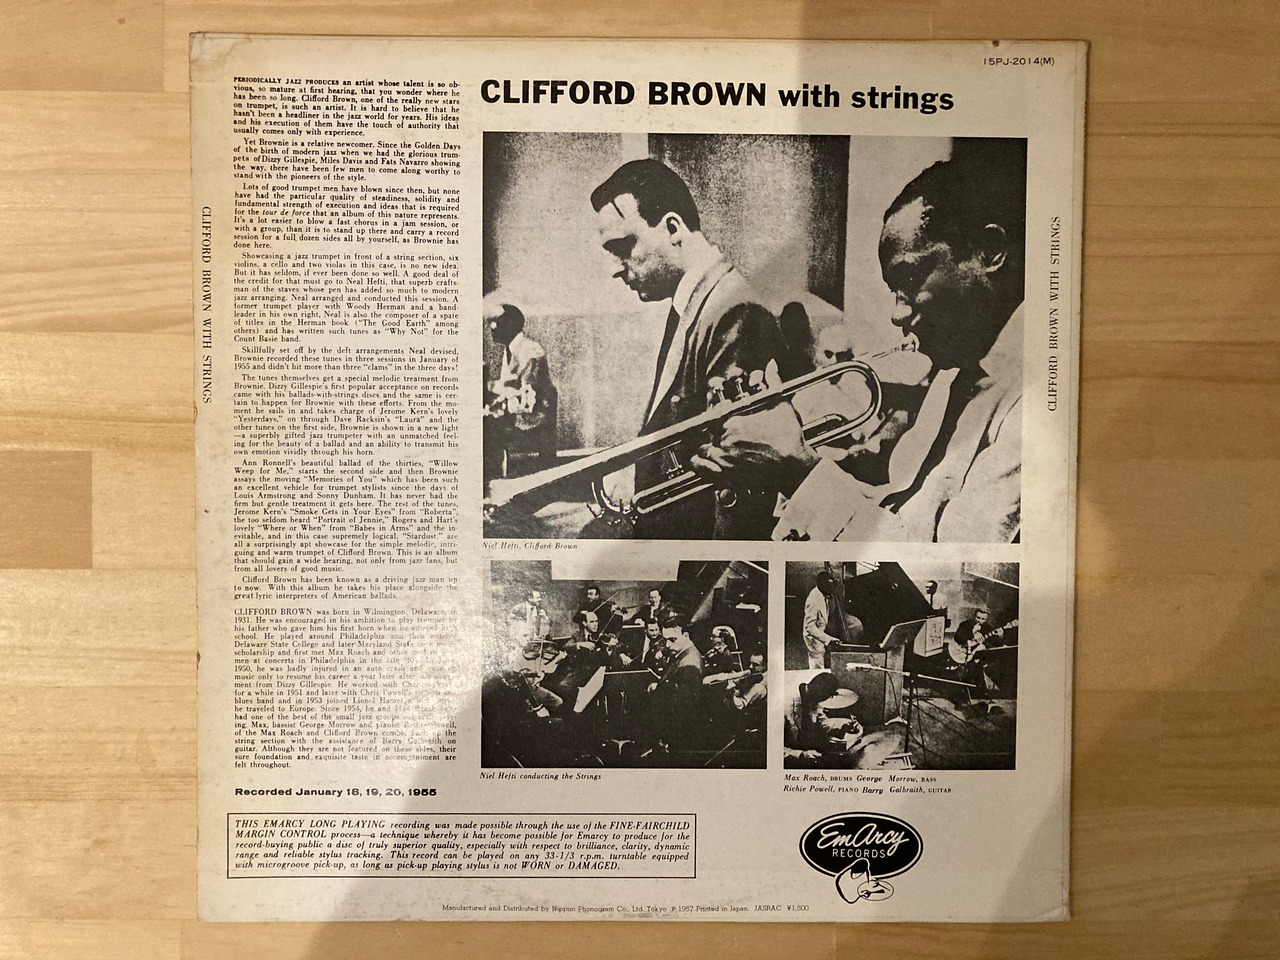 15PJ-2014(M)
CLIFFORD BROWN with strings
CLIFFORD BROWN WITH STRINGS
PERIODICALLY JAZZ PRODUCES an artist whose talent is so ob-
vious, so mature at first hearing, that you wonder where he
has been so long. Clifford Brown, one of the really new stars
on trumpet, is such an artist. It is hard to believe that he
hasn't been a headliner in the jazz world for years. His ideas
and his execution of them have the touch of authority that
usually comes only with experience.
Yet Brownie is a relative newcomer. Since the Golden Days
of the birth of modern jazz when we had the glorious trum-
pets of Dizzy Gillespie, Miles Davis and Fats Navarro showing
the way, there have been few men to come along worthy to
stand with the pioneers of the style.
Lots of good trumpet men have blown since then, but none
have had the particular quality of steadiness, solidity and
fundamental strength of execution and ideas that is required
for the tour de force that an album of this nature represents.
It's a lot easier to blow a fast chorus in a jam session, or
with a group, than it is to stand up there and carry a record
session for a full dozen sides all by yourself, as Brownie has
done here.
Showcasing a jazz trumpet in front of a string section, six
violins, a cello and two violas in this case, is no new idea.
But it has seldom, if ever been done so well. A good deal of
the credit for that must go to Neal Hefti, that superb crafts-
man of the staves whose pen has added so much to modern
jazz arranging. Neal arranged and conducted this session. A
former trumpet player with Woody Herman and a band-
leader in his own right, Neal is also the composer of a spate
of titles in the Herman book ("The Good Earth" among
others) and has written such tunes as "Why Not" for the
Count Basie band.
Skillfully set off by the deft arrangements Neal devised,
Brownie recorded these tunes in three sessions in January of
1955 and didn't hit more than three "clams" in the three days!
The tunes themselves get a special melodic treatment from
Brownie. Dizzy Gillespie's first popular acceptance on records
came with his ballads-with-strings discs and the same is cer-
tain to happen for Brownie with these efforts. From the mo-
ment he sails in and takes charge of Jerome Kern's lovely
"Yesterdays," on through Dave Racksin's "Laura" and the
other tunes on the first side, Brownie is shown in a new light
—a superbly gifted jazz trumpeter with an unmatched feel-
ing for the beauty of a ballad and an ability to transmit his
own emotion vividly through his horn.
Ann Ronnell's beautiful ballad of the thirties, "Willow
Weep for Me," starts the second side and then Brownie
assays the moving "Memories of You" which has been such
an excellent vehicle for trumpet stylists since the days of
Louis Armstrong and Sonny Dunham. It has never had the
firm but gentle treatment it gets here. The rest of the tunes,
Jerome Kern's "Smoke Gets in Your Eyes" from "Roberta",
the too seldom heard "Portrait of Jennie," Rogers and Hart's
lovely "Where or When" from "Babes in Arms" and the in-
evitable, and in this case supremely logical, "Stardust," are
all a surprisingly apt showcase for the simple melodic, intri-
guing and warm trumpet of Clifford Brown. This is an album
that should gain a wide hearing, not only from jazz fans, but
from all lovers of good music.
Clifford Brown has been known as a driving jazz man up
to now. With this album he takes his place alongside the
great lyric interpreters of American ballads.
CLIFFORD BROWN was born in Wilmington, Delaware in
1931. He was encouraged in his ambition to play trumpet by
his father who gave him his first horn when he entered high
school. He played around Philadelphia and then
Delaware State College and later Maryland State on a
scholarship and first met Max Roach and other
men at concerts in Philadelphia in the late
1950, he was badly injured in an auto crash and
music only to resume his career a year later after
ment from Dizzy Gillespie. He worked with
for a while in 1951 and later with Chris Powell's
blues band and in 1953 joined Lionel Hampton
he traveled to Europe. Since 1954, he and Max Roach
had one of the best of the small jazz groups
ing. Max, bassist George Morrow and pianist Richie Powell,
of the Max Roach and Clifford Brown combo, back up the
string section with the assistance of Barry Galbraith on
guitar. Although they are not featured on these sides, their
sure foundation and exquisite taste in accompaniment are
felt throughout.
Recorded January 18, 19, 20, 1955
Niel Hefti, Clifford Brown
Niel Hefti conducting the Strings
Max Roach, DRUMS George Morrow, BASS
Richie Powell, PIANO Barry Galbraith, GUITAR
CLIFFORD BROWN WITH STRINGS
THIS EMARCY LONG PLAYING recording was made possible through the use of the FINE-FAIRCHILD
MARGIN CONTROL process—a technique whereby it has become possible for Emarcy to produce for the
record-buying public a disc of truly superior quality, especially with respect to brilliance, clarity, dynamic
range and reliable stylus tracking. This record can be played on any 33-1/3 r.p.m. turntable equipped
with microgroove pick-up, as long as pick-up playing stylus is not WORN or DAMAGED.
EmArcy
RECORDS
Manufactured and Distributed by Nippon Phonogram Co., Ltd. Tokyo ℗ 1957 Printed in Japan. JASRAC ¥1,500